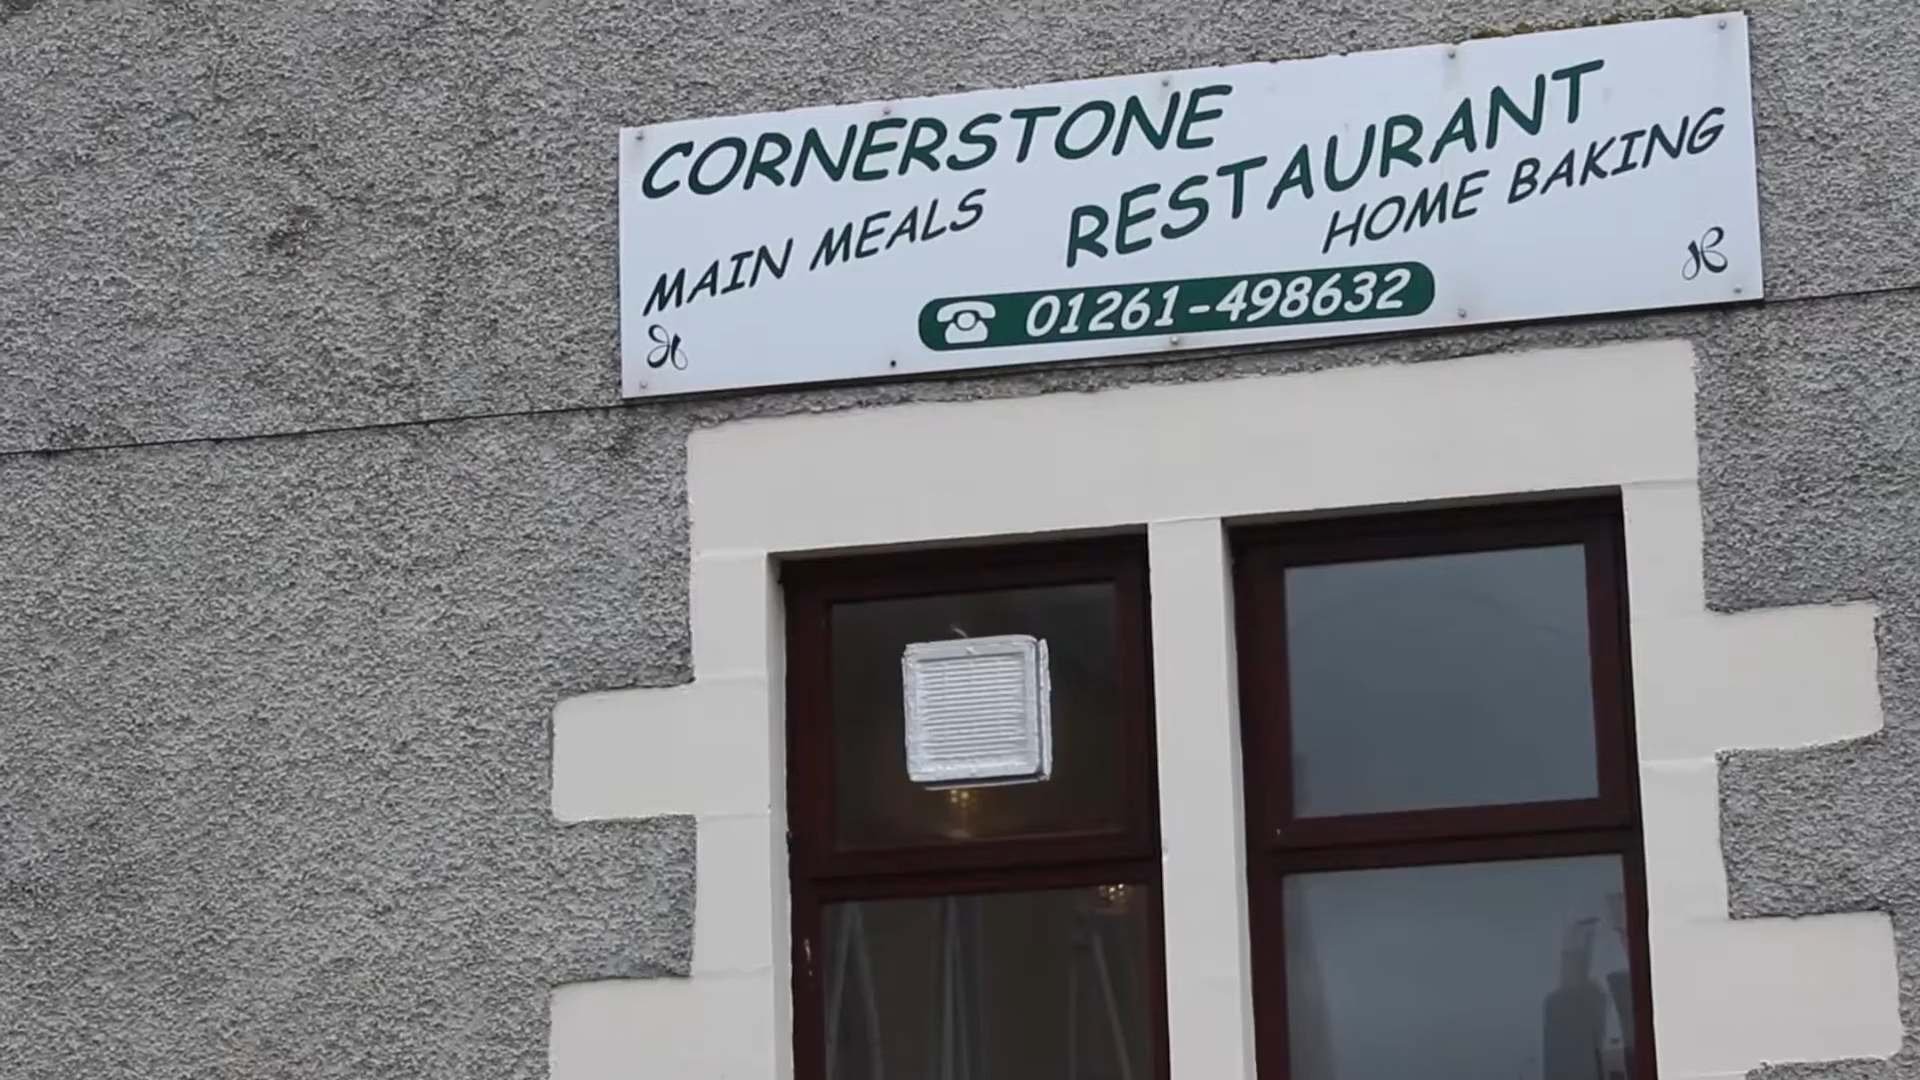 CORNERSTONE
RESTAURANT
MAIN MEALS
HOME BAKING
01261-498632